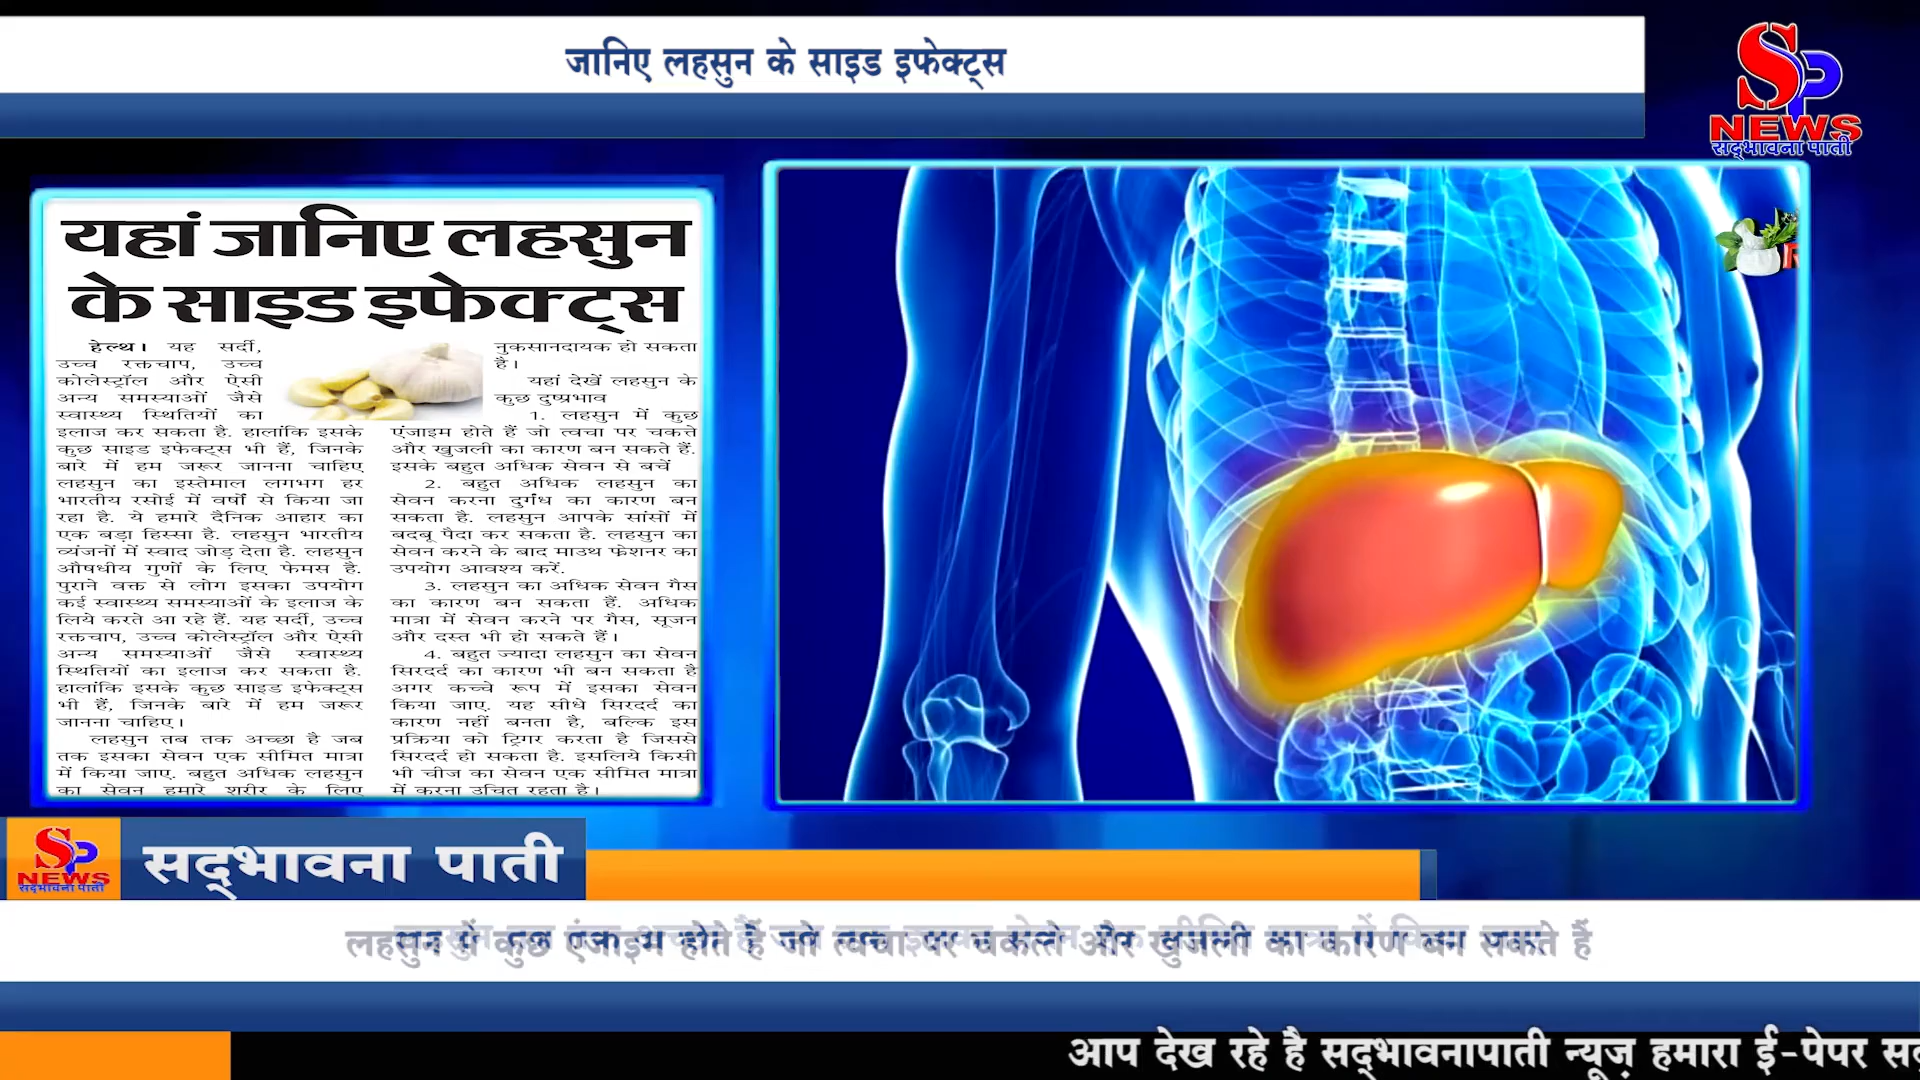 जानिए लहसुन के साइड इफेक्ट्स
SP
NEWS
सद्भावना पाती
यहां जानिए लहसुन
के साइड इफेक्ट्स
हेल्थ। यह सर्दी,
उच्च रक्तचाप, उच्च
कोलेस्ट्रॉल और ऐसी
अन्य समस्याओं जैसे
स्वास्थ्य स्थितियों का
इलाज कर सकता है. हालांकि इसके
कुछ साइड इफेक्ट्स भी हैं, जिनके
बारे में हम जरूर जानना चाहिए
लहसुन का इस्तेमाल लगभग हर
भारतीय रसोई में वर्षों से किया जा
रहा है. ये हमारे दैनिक आहार का
एक बड़ा हिस्सा है. लहसुन भारतीय
व्यंजनों में स्वाद जोड़ देता है. लहसुन
औषधीय गुणों के लिए फेमस है.
पुराने वक्त से लोग इसका उपयोग
कई स्वास्थ्य समस्याओं के इलाज के
लिये करते आ रहे हैं. यह सर्दी, उच्च
रक्तचाप, उच्च कोलेस्ट्रॉल और ऐसी
अन्य समस्याओं जैसे स्वास्थ्य
स्थितियों का इलाज कर सकता है.
हालांकि इसके कुछ साइड इफेक्ट्स
भी हैं, जिनके बारे में हम जरूर
जानना चाहिए।
लहसुन तब तक अच्छा है जब
तक इसका सेवन एक सीमित मात्रा
में किया जाए. बहुत अधिक लहसुन
का सेवन हमारे शरीर के लिए
नुकसानदायक हो सकता
है।
यहां देखें लहसुन के
कुछ दुष्प्रभाव
1. लहसुन में कुछ
एंजाइम होते हैं जो त्वचा पर चकते
और खुजली का कारण बन सकते हैं.
इसके बहुत अधिक सेवन से बचें
2. बहुत अधिक लहसुन का
सेवन करना दुर्गंध का कारण बन
सकता है. लहसुन आपके सांसों में
बदबू पैदा कर सकता है. लहसुन का
सेवन करने के बाद माउथ फ्रेशनर का
उपयोग आवश्य करें.
3. लहसुन का अधिक सेवन गैस
का कारण बन सकता हैं. अधिक
मात्रा में सेवन करने पर गैस, सूजन
और दस्त भी हो सकते हैं।
4. बहुत ज्यादा लहसुन का सेवन
सिरदर्द का कारण भी बन सकता है
अगर कच्चे रूप में इसका सेवन
किया जाए. यह सीधे सिरदर्द का
कारण नहीं बनता है, बल्कि इस
प्रक्रिया को ट्रिगर करता है जिससे
सिरदर्द हो सकता है. इसलिये किसी
भी चीज का सेवन एक सीमित मात्रा
में करना उचित रहता है।
SP
NEWS
सद्भावना पाती
सद्भावना पाती
लहसुन में कुछ एंजाइम होते हैं जो त्वचा पर चकत्ते और खुजली का कारण बन सकते हैं
आप देख रहे है सद्भावनापाती न्यूज़ हमारा ई-पेपर